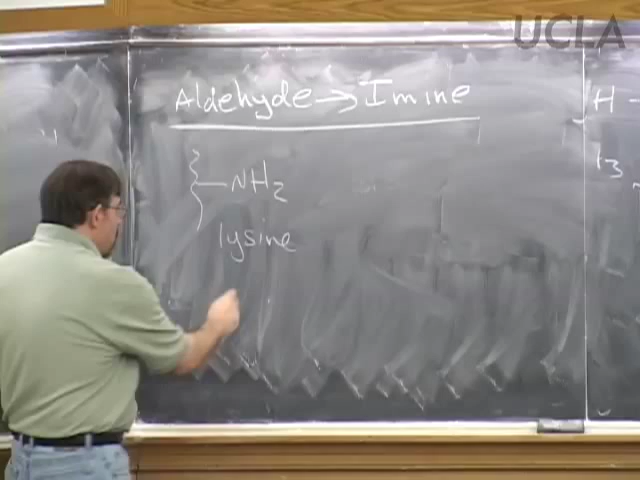 UCLA
Aldehyde → Imine
NH2
lysine
H